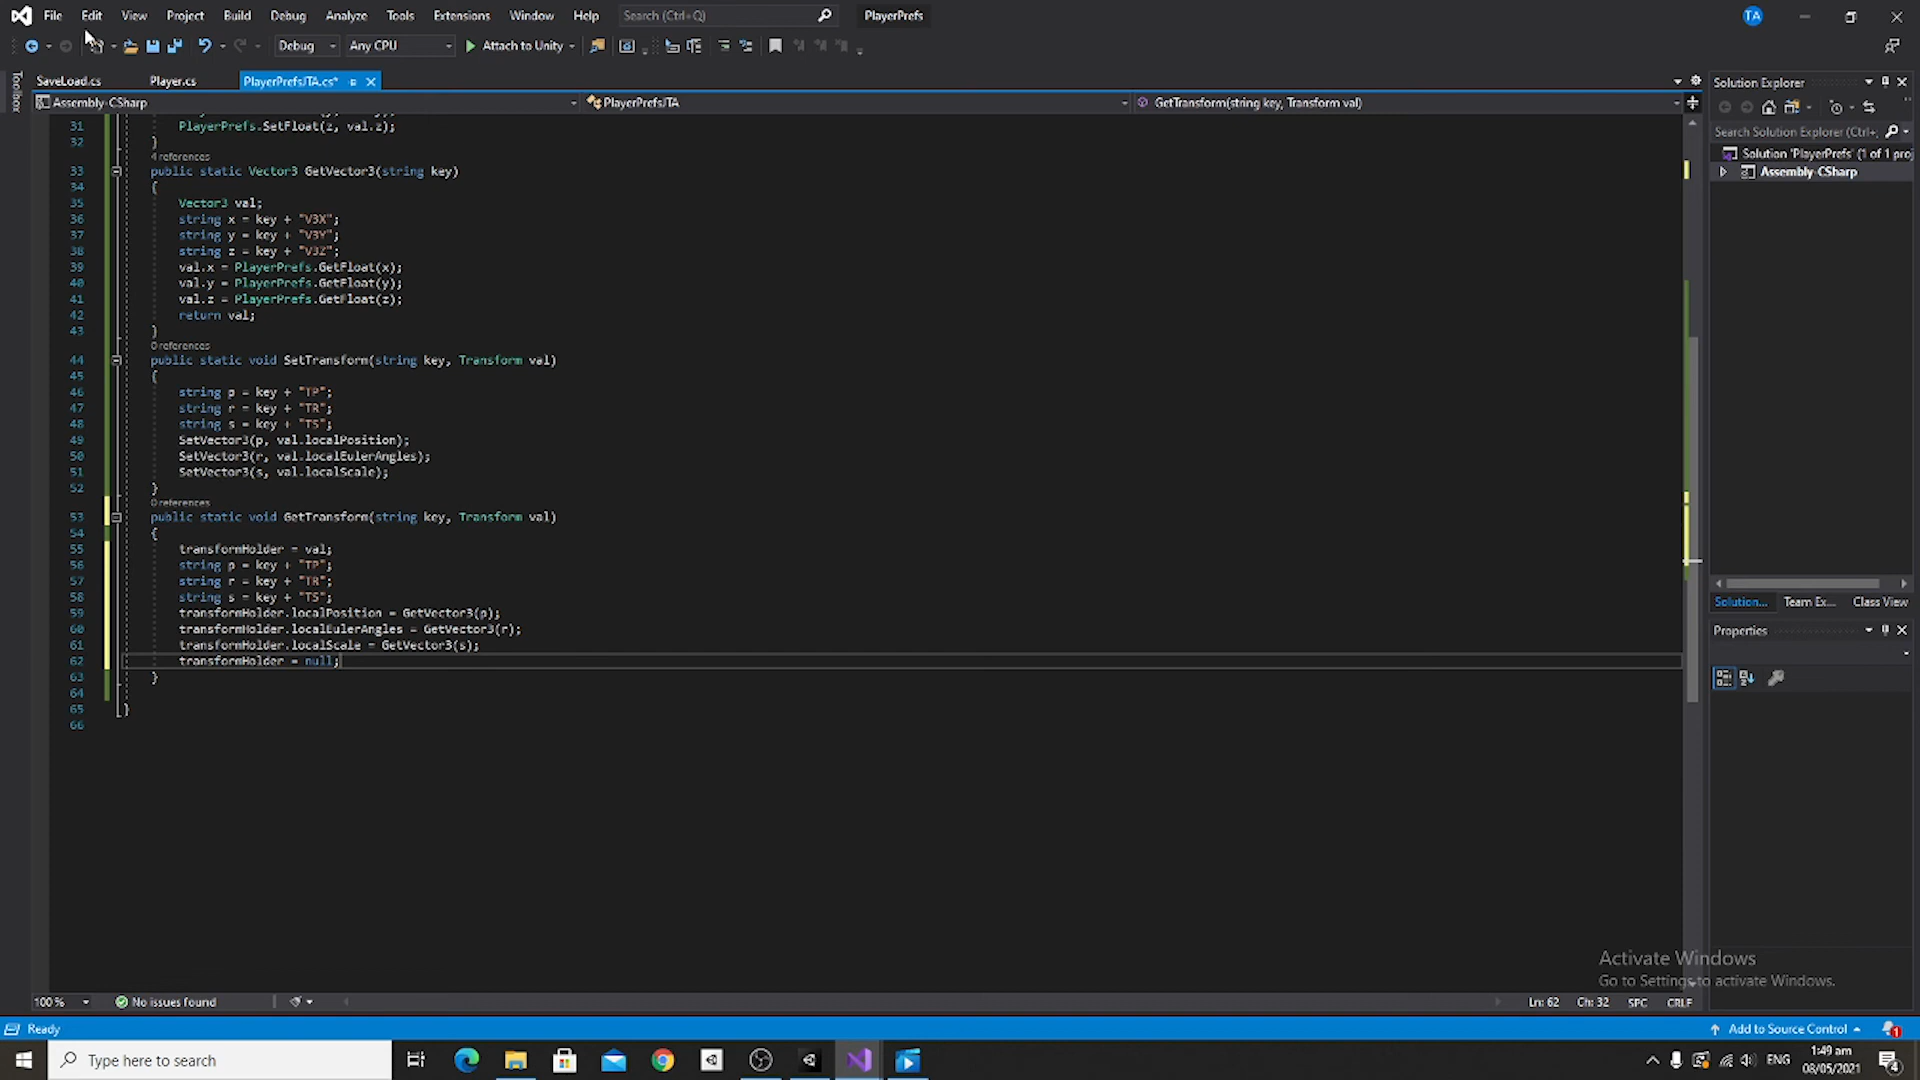 File Edit View Project Build Debug Analyze Tools Extensions Window Help Search (Ctrl+Q) PlayerPrefs TA
Debug Any CPU Attach to Unity
SaveLoad.cs Player.cs PlayerPrefsJTA.cs*
Toolbox
Assembly-CSharp PlayerPrefsJTA GetTransform(string key, Transform val)
31 PlayerPrefs.SetFloat(z, val.z);
32 }
4 references
33 public static Vector3 GetVector3(string key)
34 {
35 Vector3 val;
36 string x = key + "V3X";
37 string y = key + "V3Y";
38 string z = key + "V3Z";
39 val.x = PlayerPrefs.GetFloat(x);
40 val.y = PlayerPrefs.GetFloat(y);
41 val.z = PlayerPrefs.GetFloat(z);
42 return val;
43 }
0 references
44 public static void SetTransform(string key, Transform val)
45 {
46 string p = key + "TP";
47 string r = key + "TR";
48 string s = key + "TS";
49 SetVector3(p, val.localPosition);
50 SetVector3(r, val.localEulerAngles);
51 SetVector3(s, val.localScale);
52 }
0 references
53 public static void GetTransform(string key, Transform val)
54 {
55 transformHolder = val;
56 string p = key + "TP";
57 string r = key + "TR";
58 string s = key + "TS";
59 transformHolder.localPosition = GetVector3(p);
60 transformHolder.localEulerAngles = GetVector3(r);
61 transformHolder.localScale = GetVector3(s);
62 transformHolder = null;
63 }
64
65 }
66
Solution Explorer
Search Solution Explorer (Ctrl+;
Solution 'PlayerPrefs' (1 of 1 proj
Assembly-CSharp
Solution... Team Ex... Class View
Properties
Activate Windows
Go to Settings to activate Windows.
100 % No issues found Ln: 62 Ch: 32 SPC CRLF
Ready Add to Source Control 1
Type here to search ENG 1:49 am
08/05/2021 4